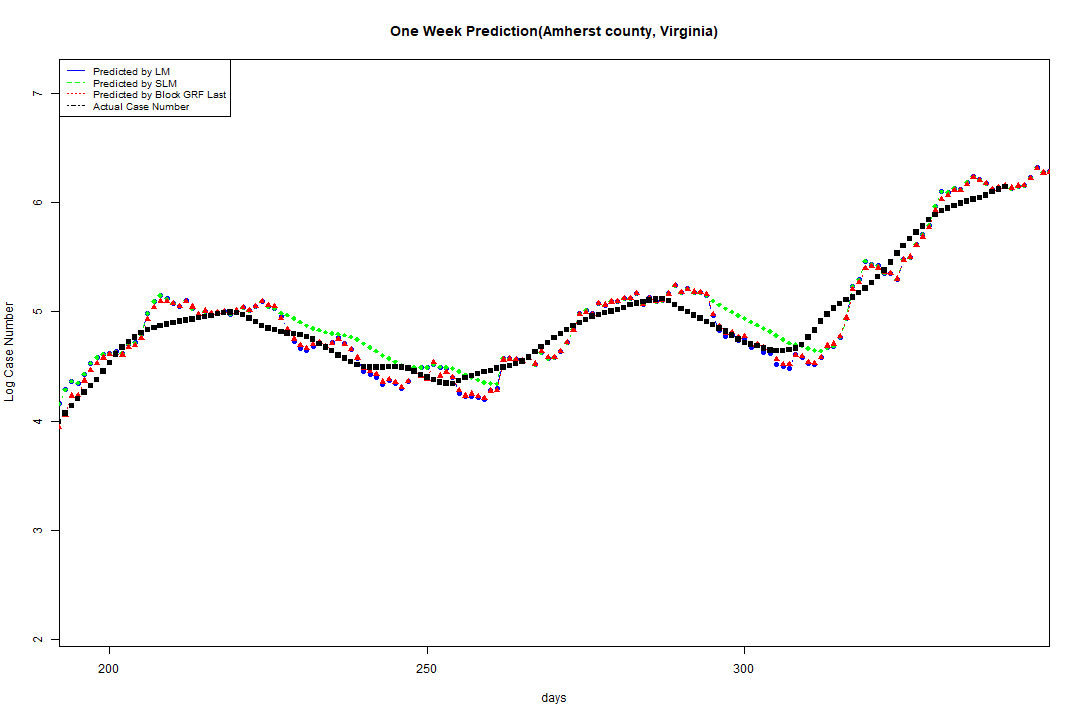 One Week Prediction(Amherst county, Virginia)
Predicted by LM
Predicted by SLM
Predicted by Block GRF Last
Actual Case Number
7
6
5
4
3
2
Log Case Number
200
250
300
days